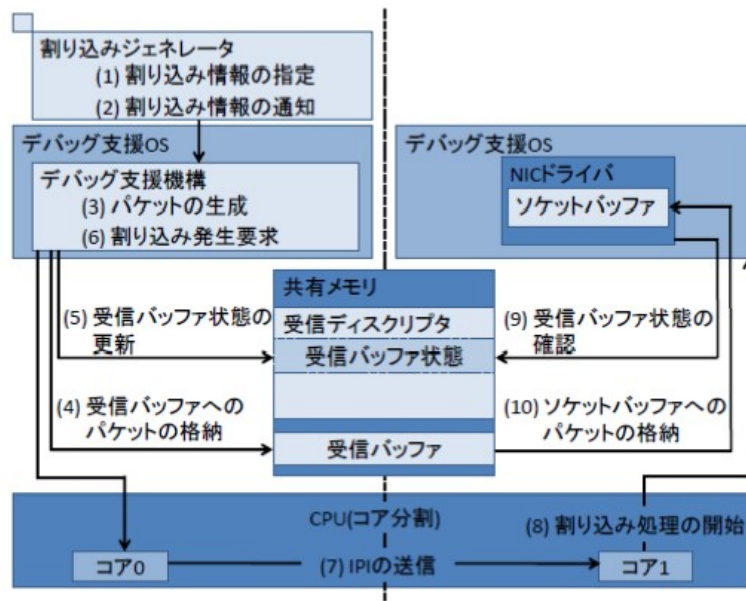 割り込みジェネレータ
(1) 割り込み情報の指定
(2) 割り込み情報の通知
デバッグ支援OS
デバッグ支援機構
(3) パケットの生成
(6) 割り込み発生要求
デバッグ支援OS
NICドライバ
ソケットバッファ
共有メモリ
受信ディスクリプタ
受信バッファ状態
受信バッファ
(5) 受信バッファ状態の
更新
(4) 受信バッファへの
パケットの格納
(9) 受信バッファ状態の
確認
(10) ソケットバッファへの
パケットの格納
CPU(コア分割)
(8) 割り込み処理の開始
コア0
(7) IPIの送信
コア1